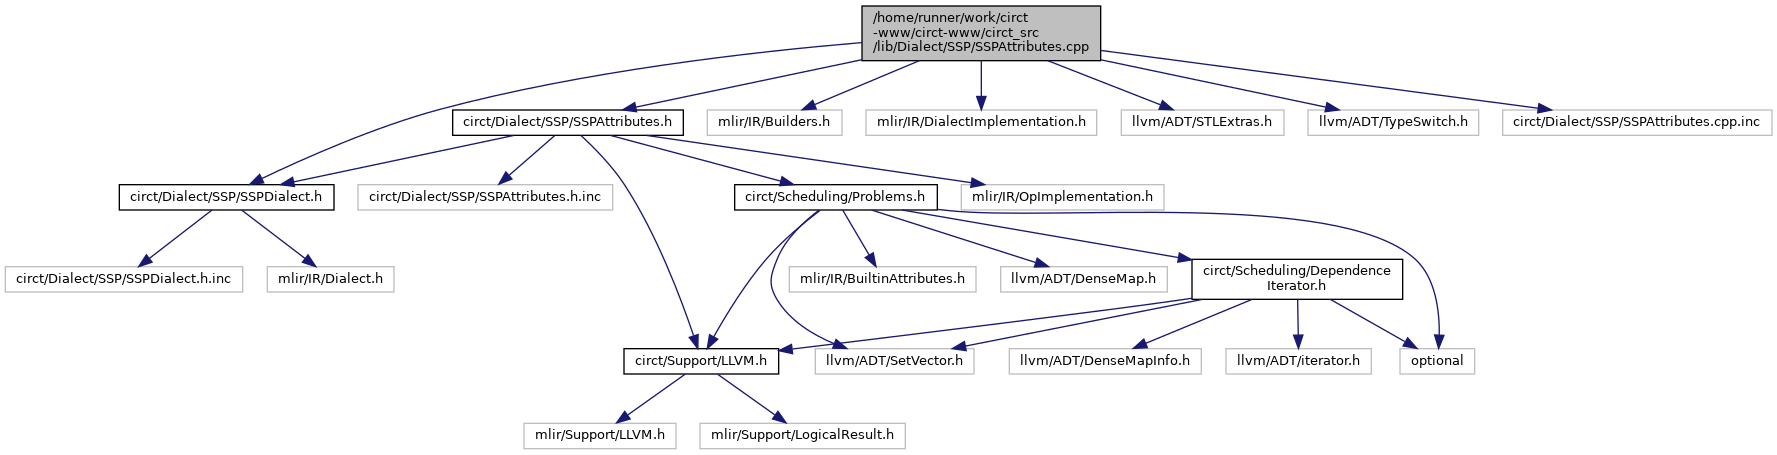 /home/runner/work/circt
-www/circt-www/circt_src
/lib/Dialect/SSP/SSPAttributes.cpp
circt/Dialect/SSP/SSPAttributes.h
mlir/IR/Builders.h
mlir/IR/DialectImplementation.h
llvm/ADT/STLExtras.h
llvm/ADT/TypeSwitch.h
circt/Dialect/SSP/SSPAttributes.cpp.inc
circt/Dialect/SSP/SSPDialect.h
circt/Dialect/SSP/SSPAttributes.h.inc
circt/Scheduling/Problems.h
mlir/IR/OpImplementation.h
circt/Dialect/SSP/SSPDialect.h.inc
mlir/IR/Dialect.h
mlir/IR/BuiltinAttributes.h
llvm/ADT/DenseMap.h
circt/Scheduling/Dependence
Iterator.h
circt/Support/LLVM.h
llvm/ADT/SetVector.h
llvm/ADT/DenseMapInfo.h
llvm/ADT/iterator.h
optional
mlir/Support/LLVM.h
mlir/Support/LogicalResult.h